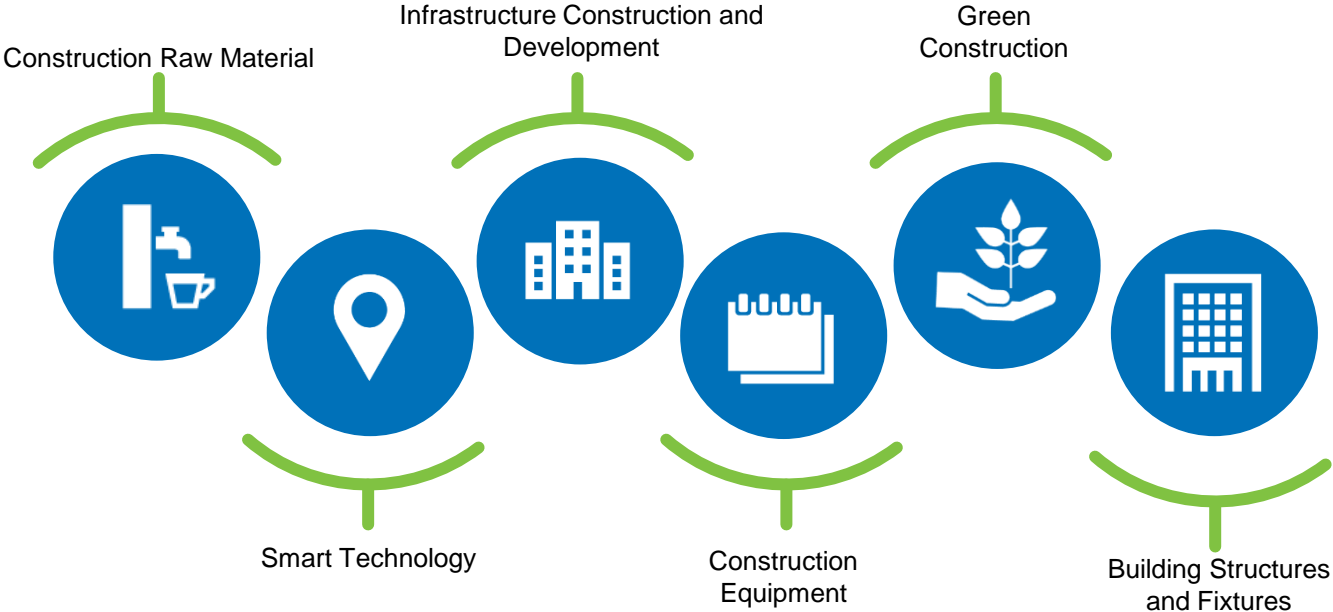 Construction Raw Material
Infrastructure Construction and
Development
Green
Construction
Smart Technology
Construction
Equipment
Building Structures
and Fixtures